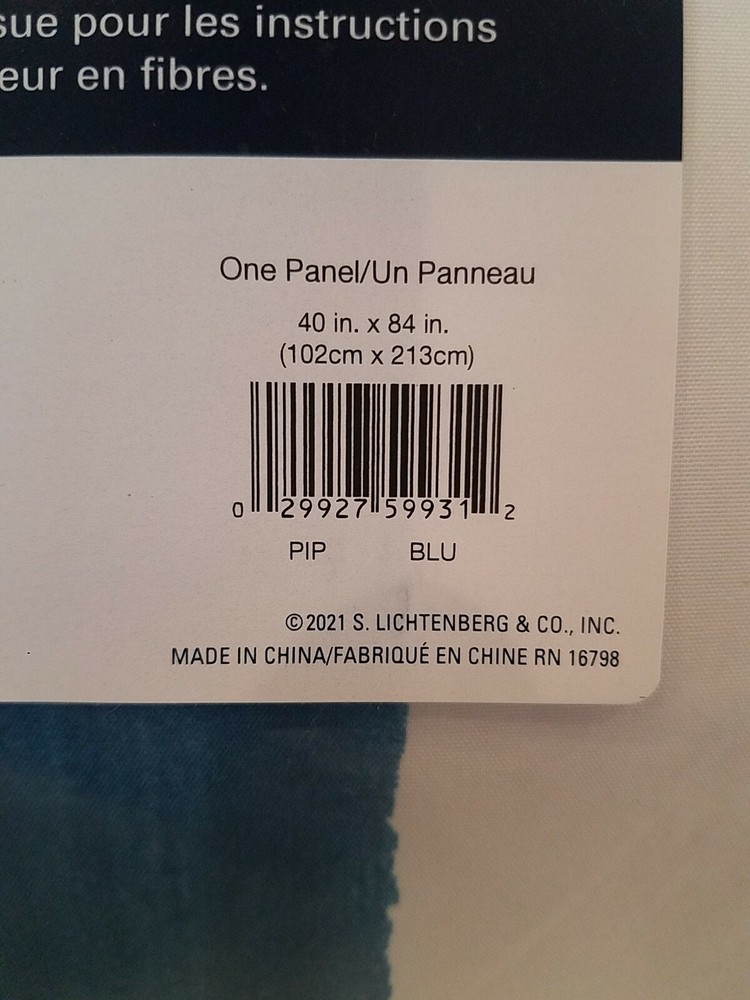 sue pour les instructions
eur en fibres.
One Panel/Un Panneau
40 in. x 84 in.
(102cm x 213cm)
0 29927 59931 2
PIP BLU
©2021 S. LICHTENBERG & CO., INC.
MADE IN CHINA/FABRIQUÉ EN CHINE RN 16798